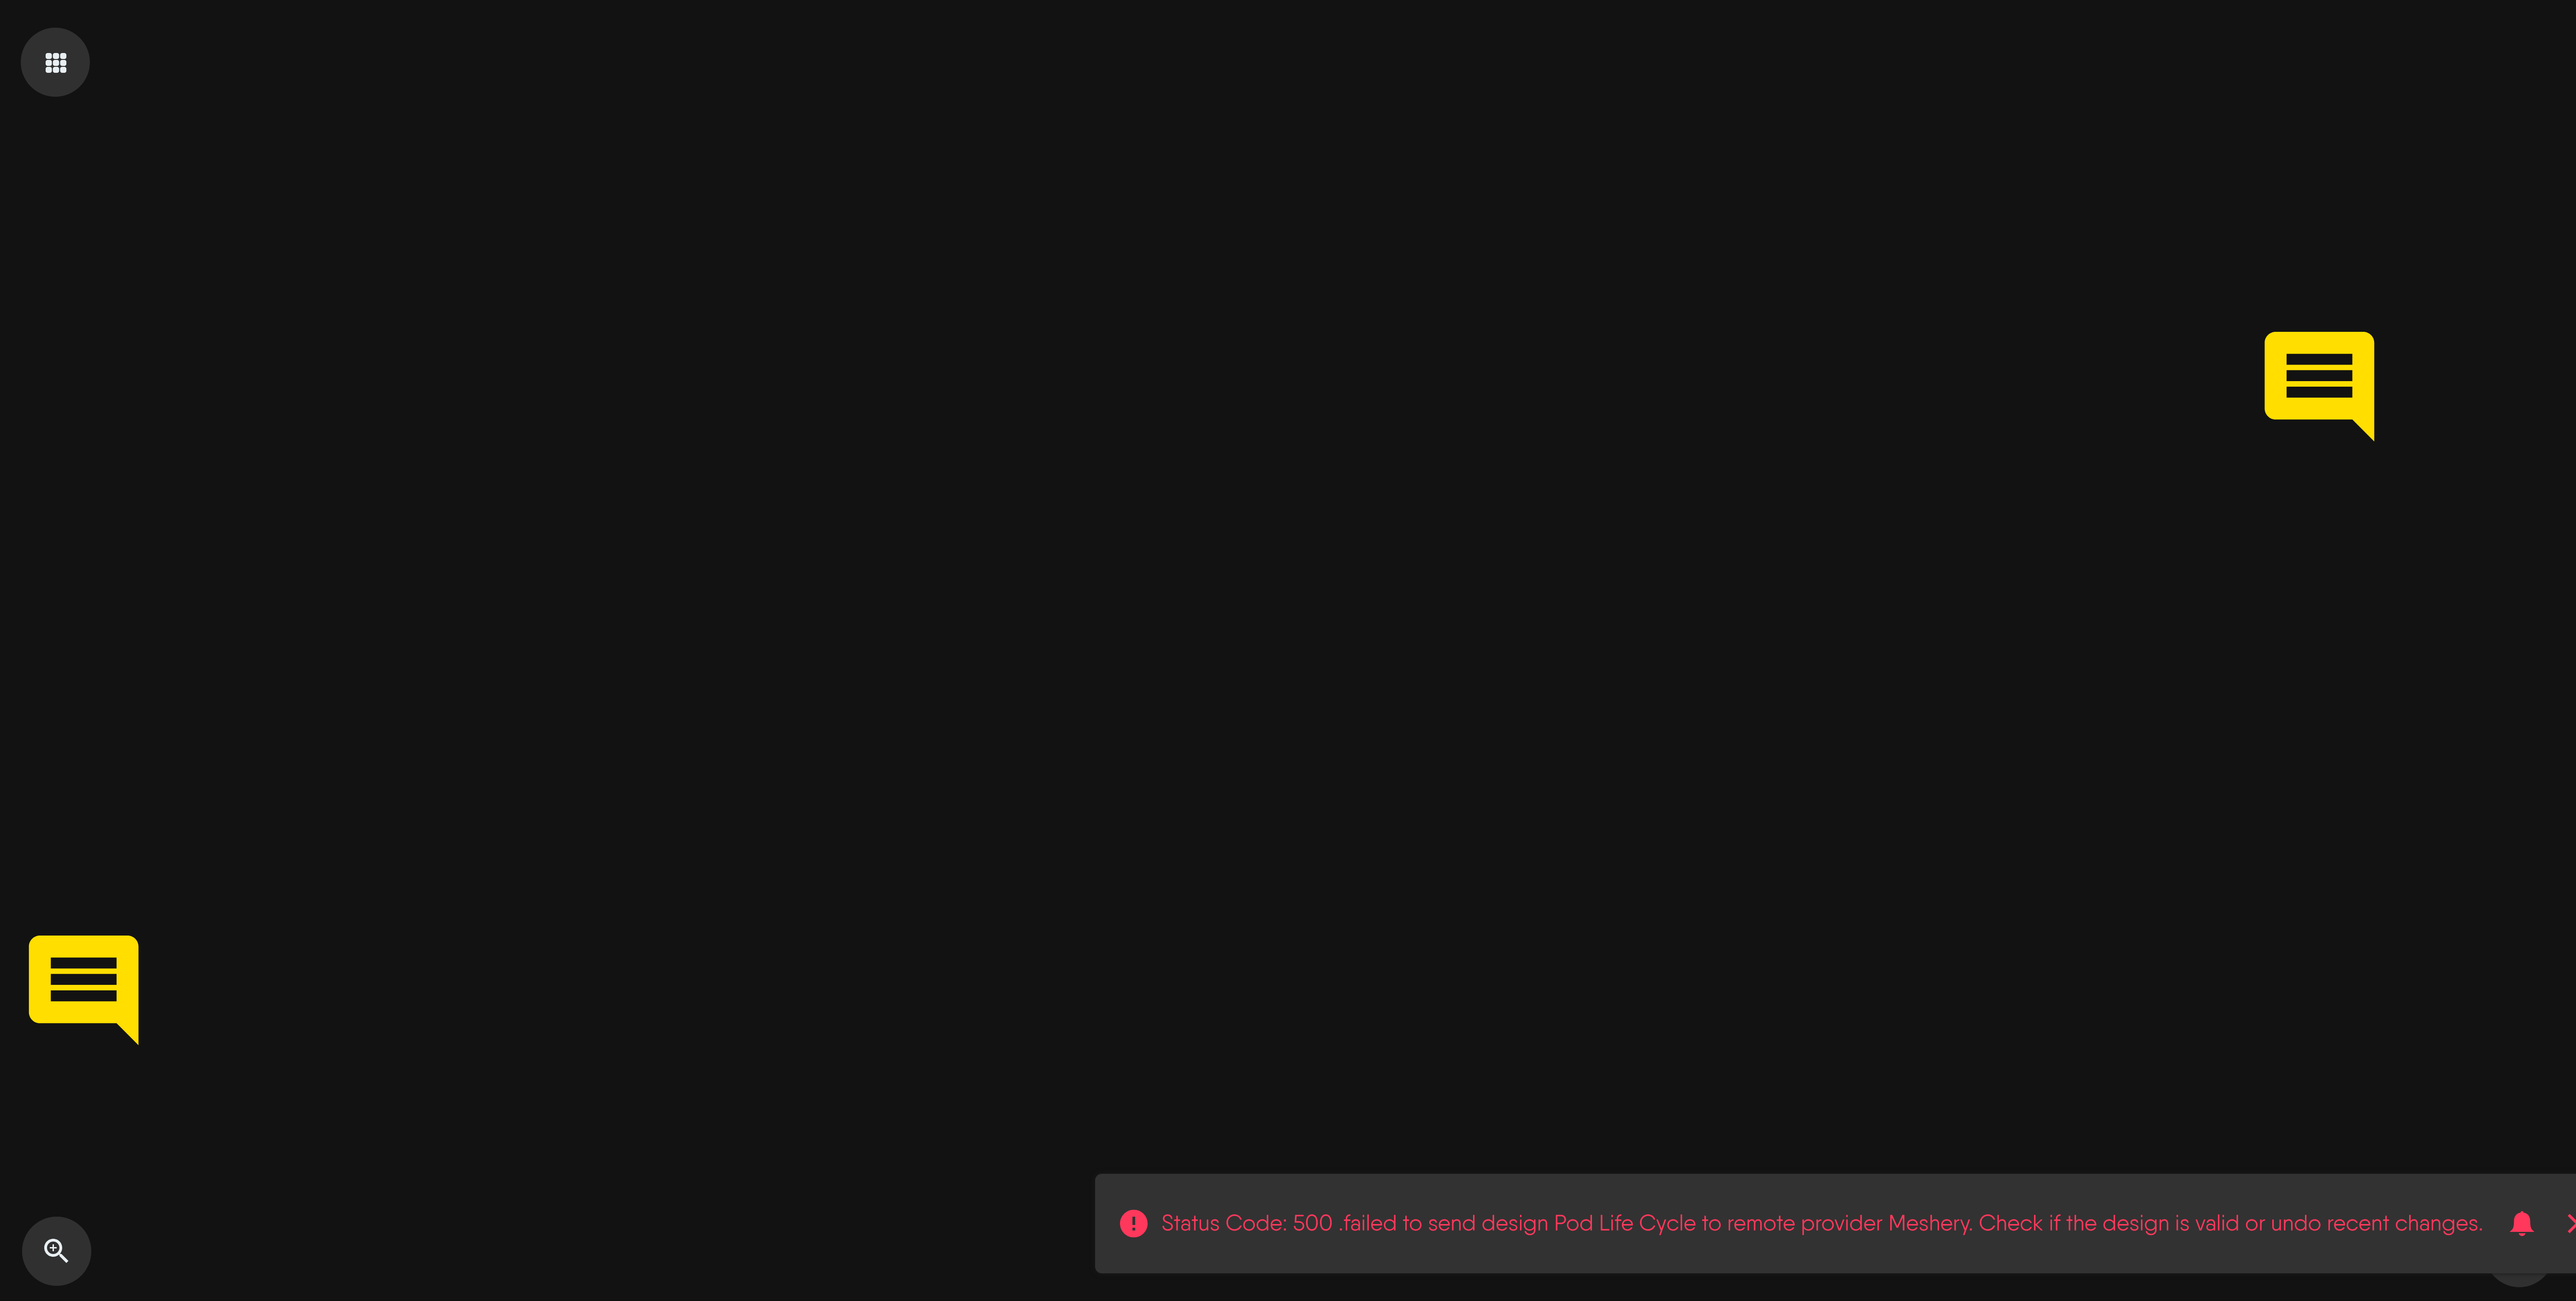 Status Code: 500 .failed to send design Pod Life Cycle to remote provider Meshery. Check if the design is valid or undo recent changes.